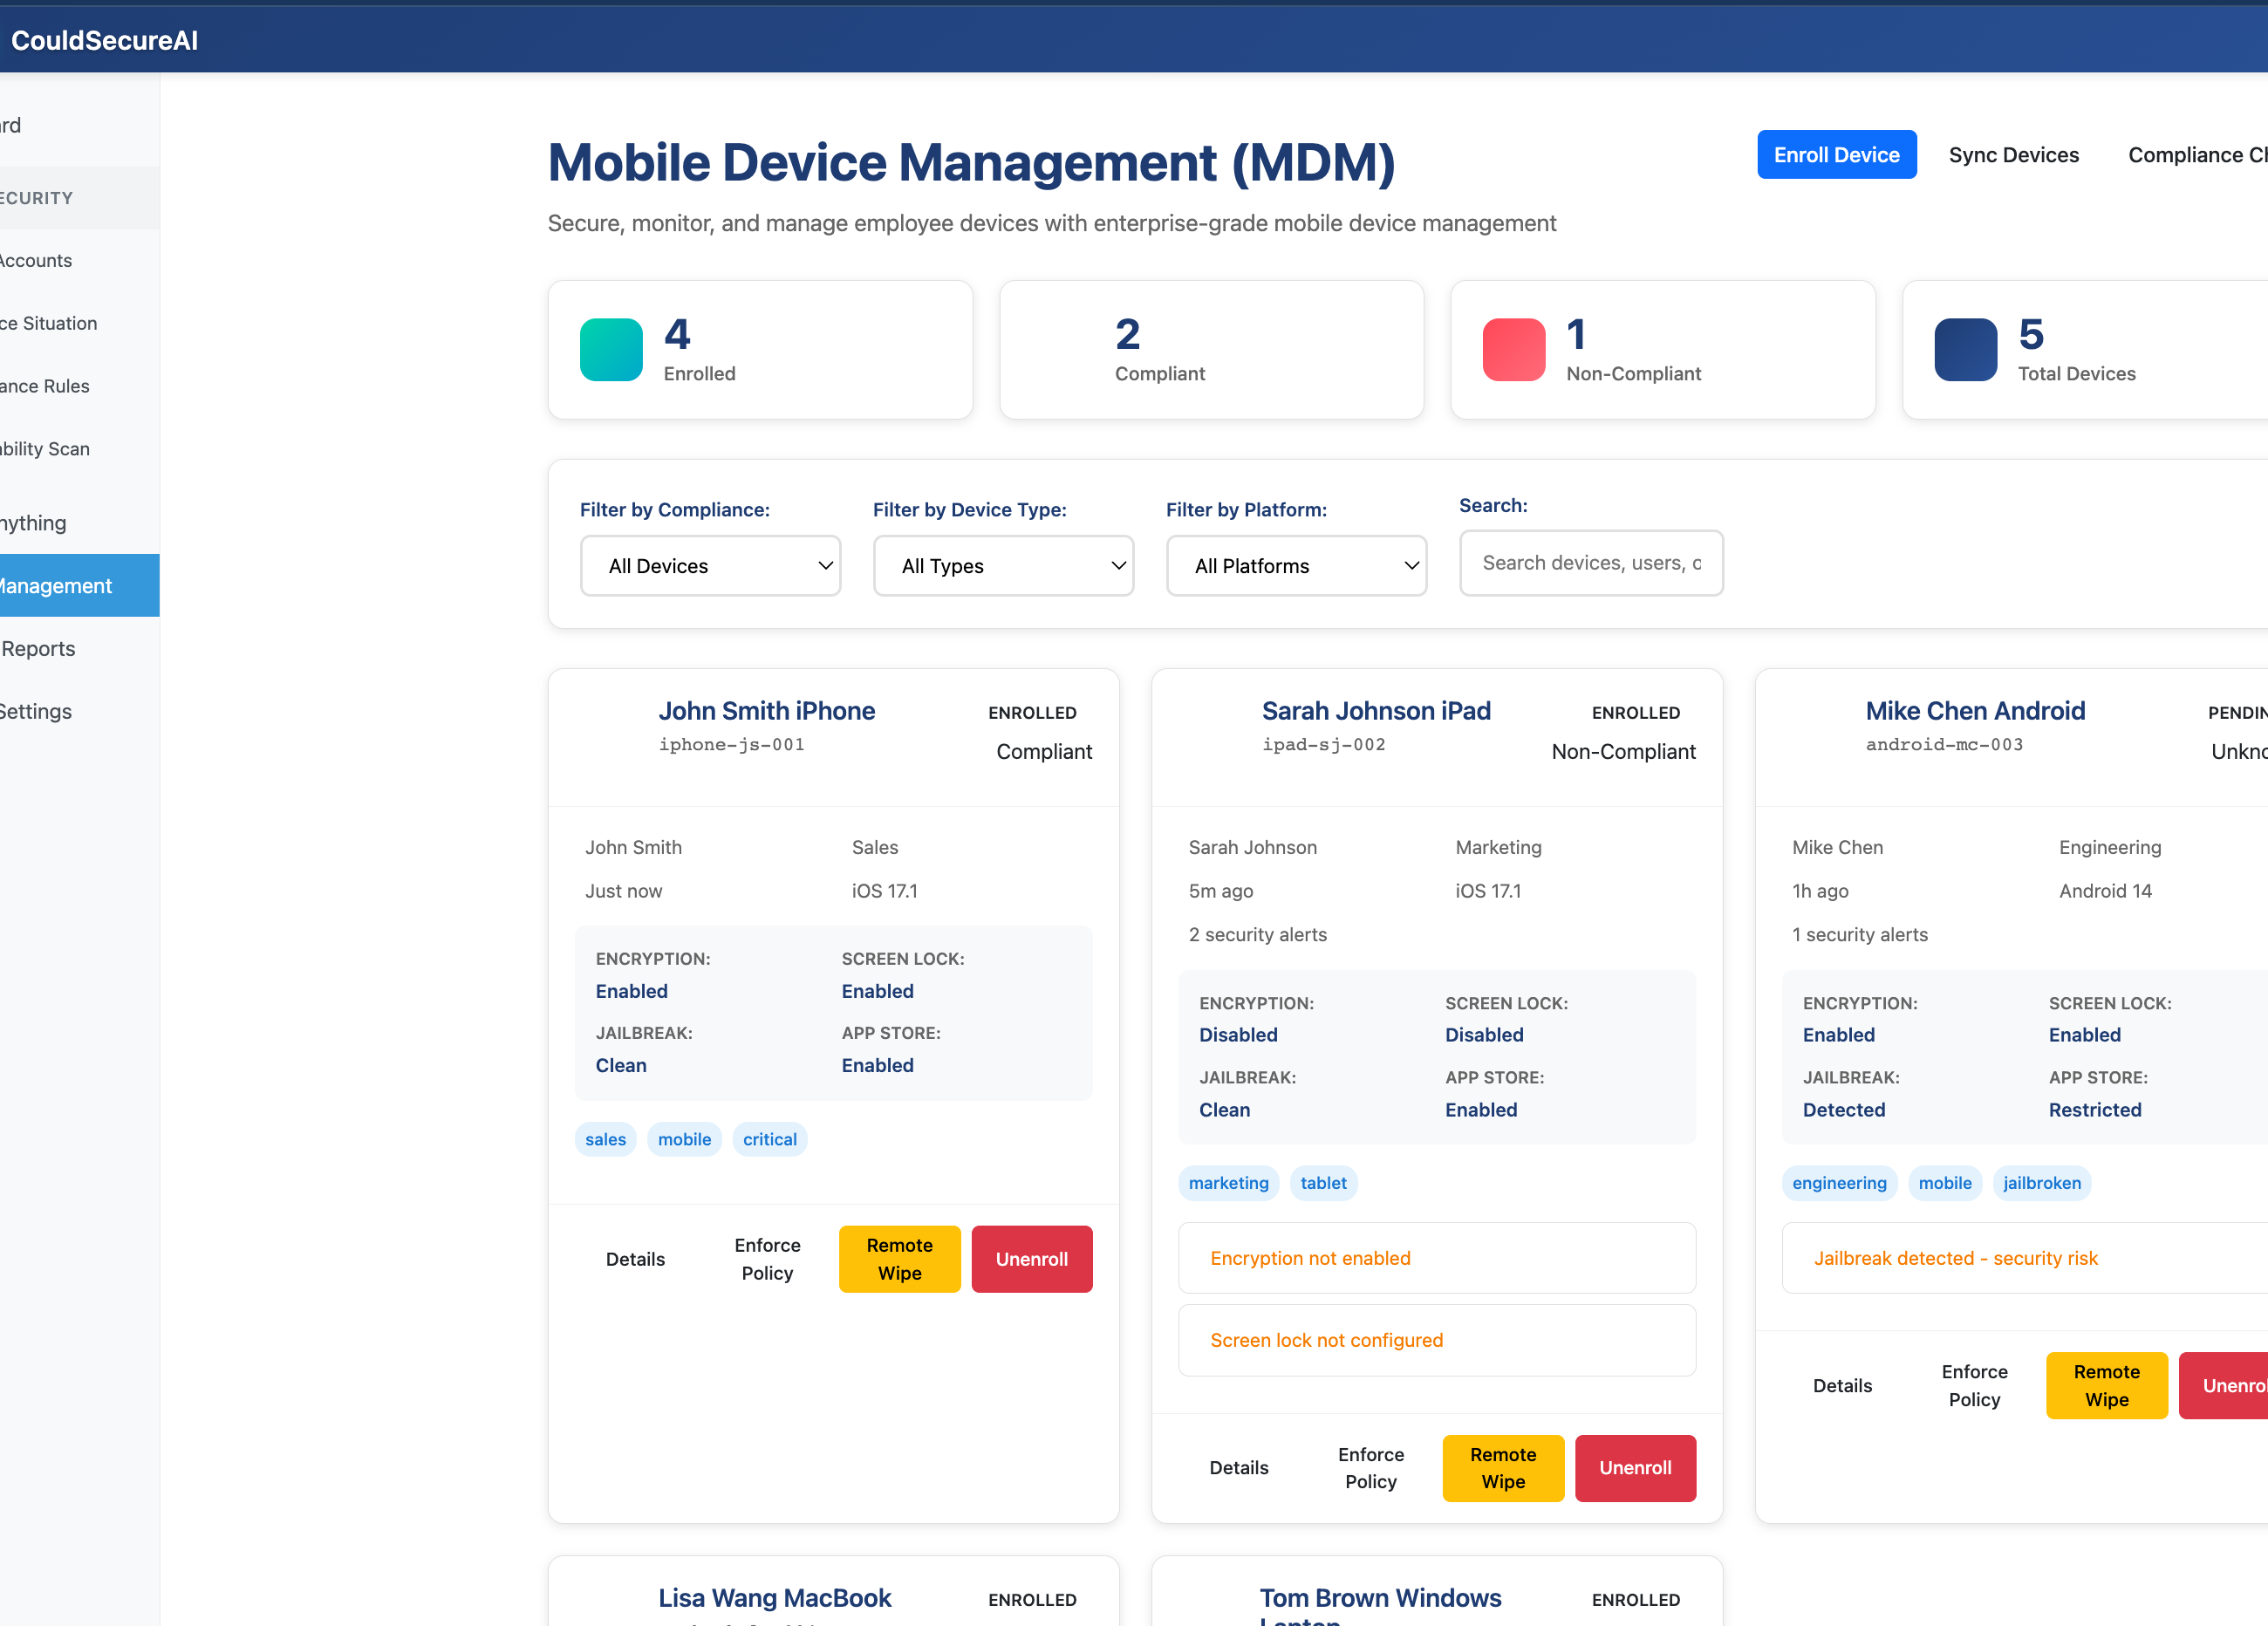 CouldSecureAI
rd
ECURITY
Accounts
ce Situation
ance Rules
bility Scan
nything
Management
Reports
Settings
Mobile Device Management (MDM)
Secure, monitor, and manage employee devices with enterprise-grade mobile device management
Enroll Device
Sync Devices
Compliance
4
Enrolled
2
Compliant
1
Non-Compliant
5
Total Devices
Filter by Compliance:
All Devices
Filter by Device Type:
All Types
Filter by Platform:
All Platforms
Search:
Search devices, users, o
John Smith iPhone
iphone-js-001
ENROLLED
Compliant
John Smith
Sales
Just now
iOS 17.1
ENCRYPTION:
SCREEN LOCK:
Enabled
Enabled
JAILBREAK:
APP STORE:
Clean
Enabled
sales
mobile
critical
Details
Enforce
Policy
Remote
Wipe
Unenroll
Sarah Johnson iPad
ipad-sj-002
ENROLLED
Non-Compliant
Sarah Johnson
Marketing
5m ago
iOS 17.1
2 security alerts
ENCRYPTION:
SCREEN LOCK:
Disabled
Disabled
JAILBREAK:
APP STORE:
Clean
Enabled
marketing
tablet
Encryption not enabled
Screen lock not configured
Details
Enforce
Policy
Remote
Wipe
Unenroll
Mike Chen Android
android-mc-003
PENDIN
Unkno
Mike Chen
Engineering
1h ago
Android 14
1 security alerts
ENCRYPTION:
SCREEN LOCK:
Enabled
Enabled
JAILBREAK:
APP STORE:
Detected
Restricted
engineering
mobile
jailbroken
Jailbreak detected - security risk
Details
Enforce
Policy
Remote
Wipe
Unenrol
Lisa Wang MacBook
ENROLLED
Tom Brown Windows
Laptop
ENROLLED